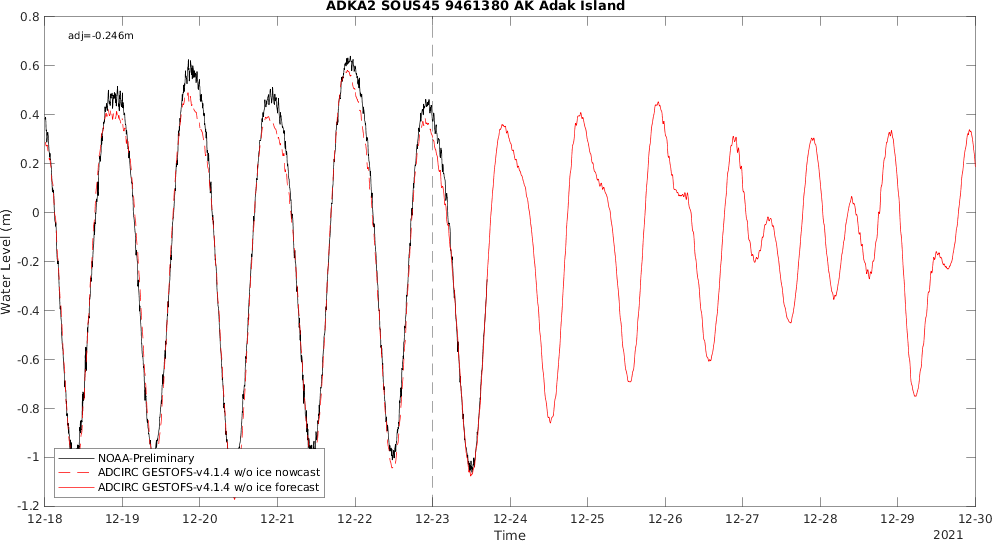 ADKA2 SOUS45 9461380 AK Adak Island
adj=-0.246m
0.8
0.6
0.4
0.2
0
-0.2
-0.4
-0.6
-0.8
-1
-1.2
Water Level (m)
NOAA-Preliminary
ADCIRC GESTOFS-v4.1.4 w/o ice nowcast
ADCIRC GESTOFS-v4.1.4 w/o ice forecast
12-18 12-19 12-20 12-21 12-22 12-23 12-24 12-25 12-26 12-27 12-28 12-29 12-30
Time
2021